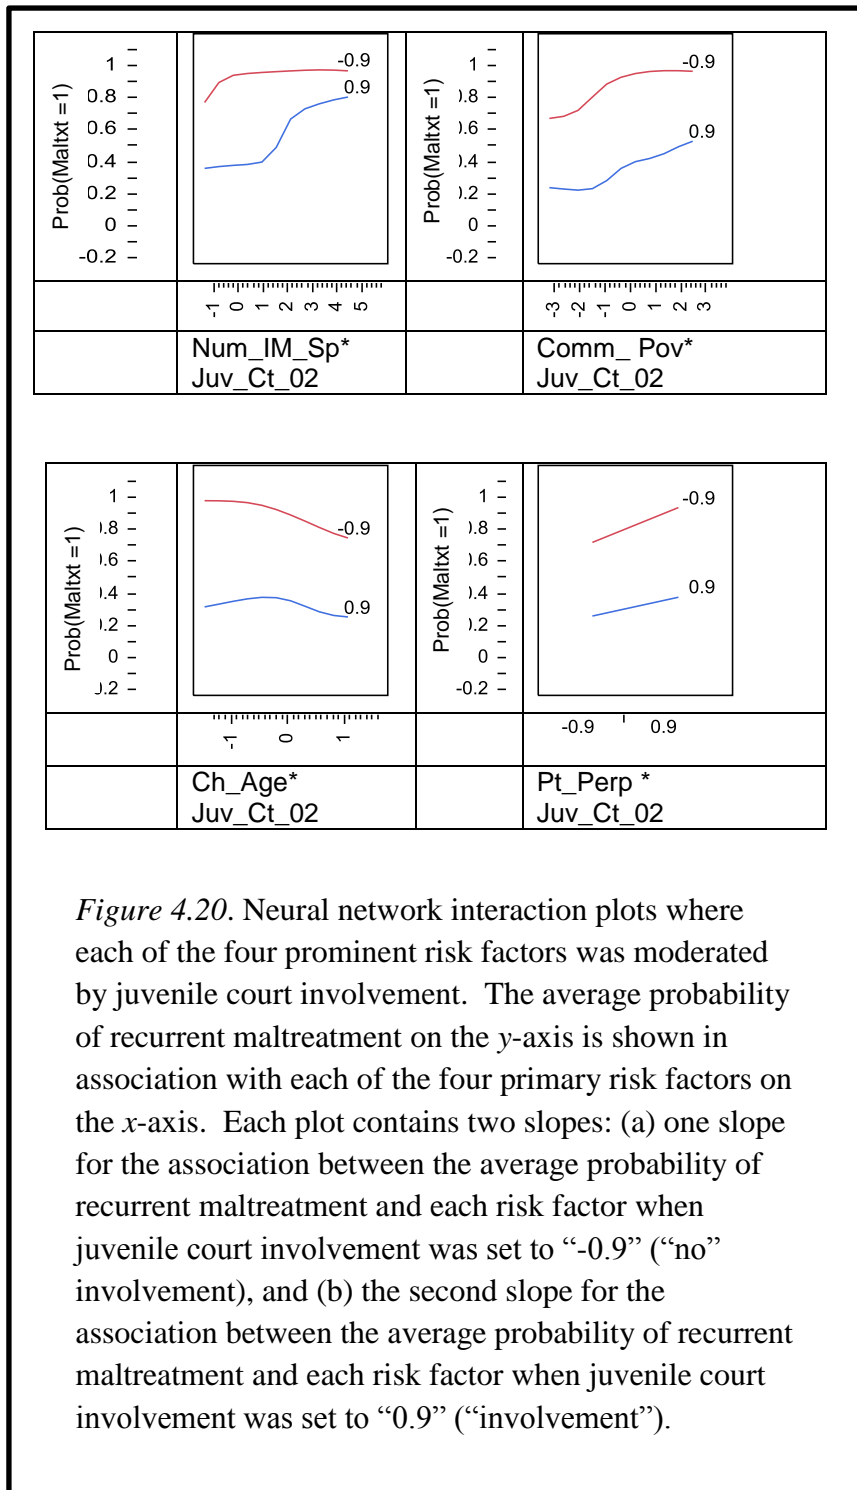 Prob(Maltxt =1)
1
0.8
0.6
0.4
0.2
0
-0.2
-0.9
0.9
Prob(Maltxt =1)
1
0.8
0.6
0.4
).2
0
-0.2
-0.9
0.9
-1 0 1 2 3 4 5
-3 -2 -1 0 1 2 3
Num_IM_Sp*
Juv_Ct_02
Comm_ Pov*
Juv_Ct_02
Prob(Maltxt =1)
1
).8
).6
0.4
).2
0
).2
-0.9
0.9
Prob(Maltxt =1)
1
0.8
).6
0.4
0.2
0
-0.2
-0.9
0.9
-1 0 1
-0.9 0.9
Ch_Age*
Juv_Ct_02
Pt_Perp *
Juv_Ct_02
Figure 4.20. Neural network interaction plots where
each of the four prominent risk factors was moderated
by juvenile court involvement. The average probability
of recurrent maltreatment on the y-axis is shown in
association with each of the four primary risk factors on
the x-axis. Each plot contains two slopes: (a) one slope
for the association between the average probability of
recurrent maltreatment and each risk factor when
juvenile court involvement was set to “-0.9” (“no”
involvement), and (b) the second slope for the
association between the average probability of recurrent
maltreatment and each risk factor when juvenile court
involvement was set to “0.9” (“involvement”).